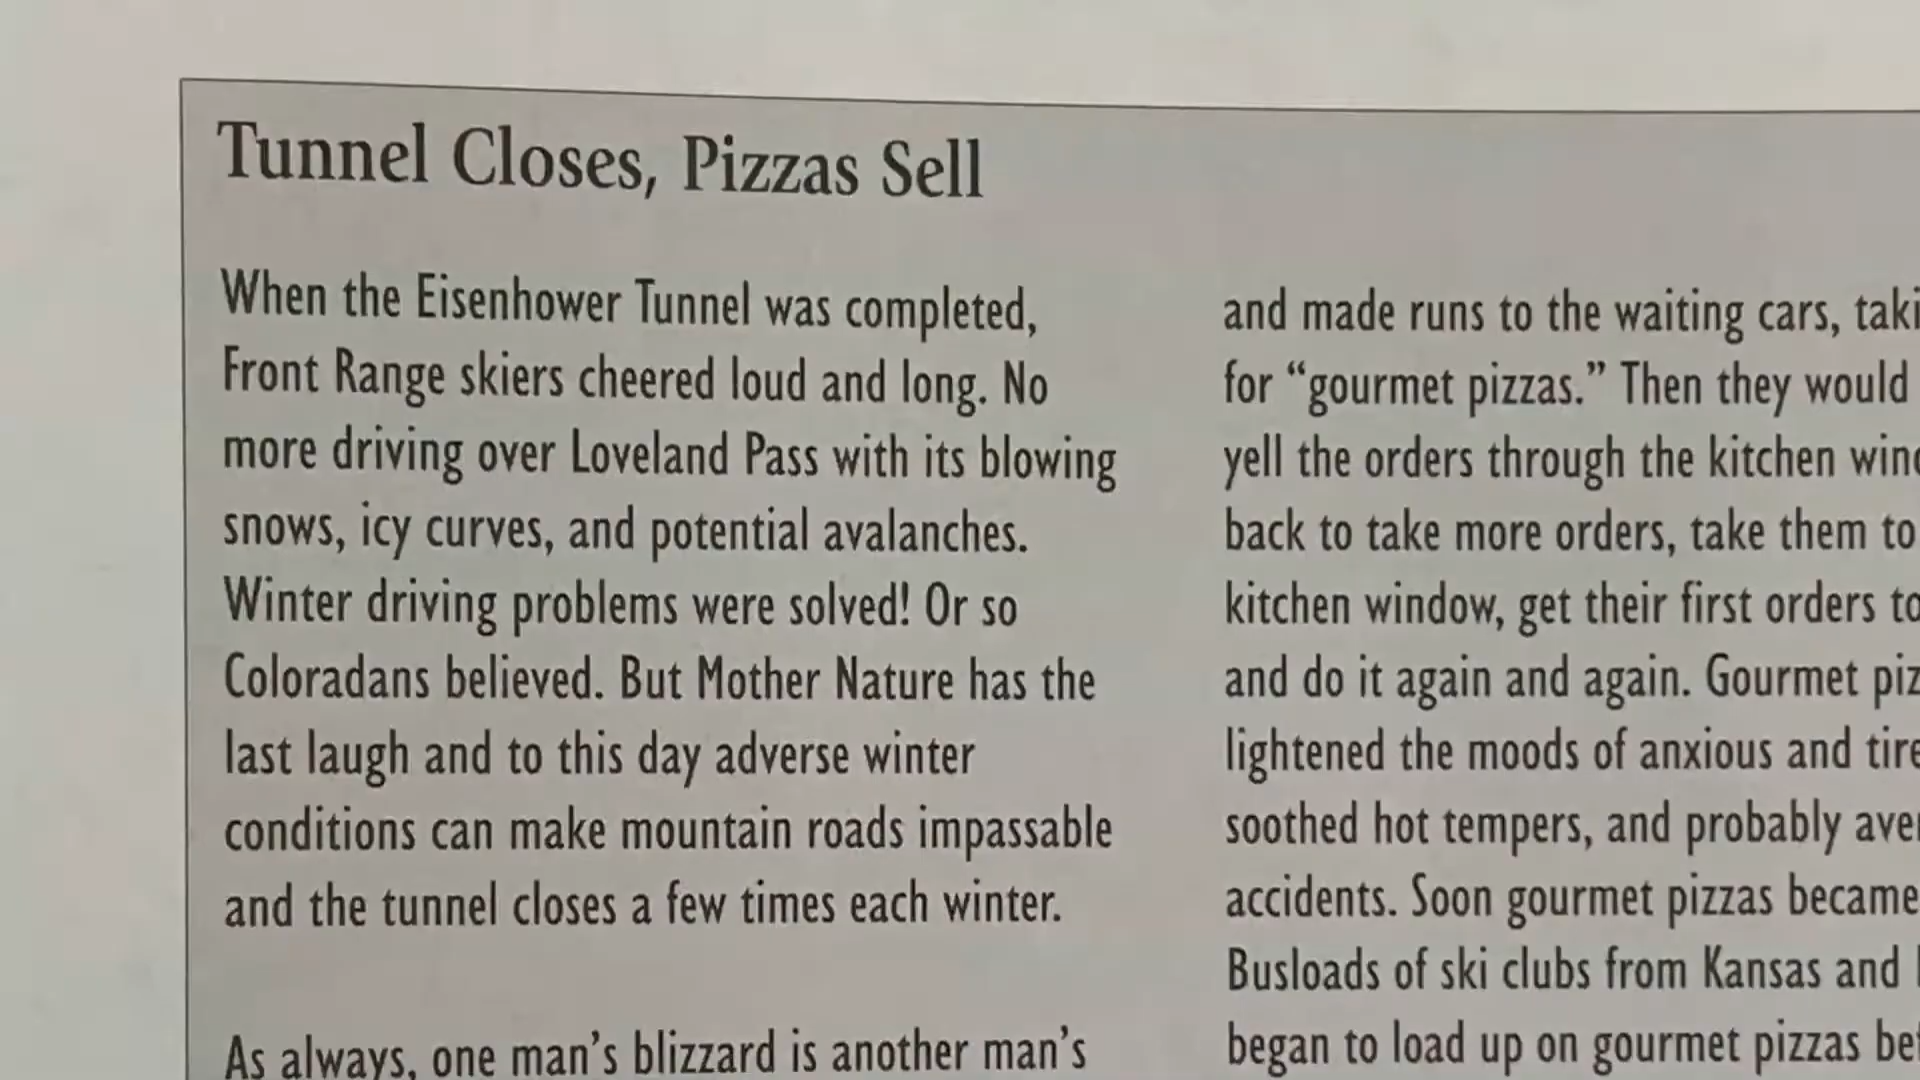 Tunnel Closes, Pizzas Sell
When the Eisenhower Tunnel was completed,
Front Range skiers cheered loud and long. No
more driving over Loveland Pass with its blowing
snows, icy curves, and potential avalanches.
Winter driving problems were solved! Or so
Coloradans believed. But Mother Nature has the
last laugh and to this day adverse winter
conditions can make mountain roads impassable
and the tunnel closes a few times each winter.
As always, one man's blizzard is another man's
and made runs to the waiting cars,
for “gourmet pizzas.” Then they would
yell the orders through the kitchen
back to take more orders, take them to
kitchen window, get their first orders
and do it again and again. Gourmet
lightened the moods of anxious and
soothed hot tempers, and probably
accidents. Soon gourmet pizzas became
Busloads of ski clubs from Kansas and
began to load up on gourmet pizzas